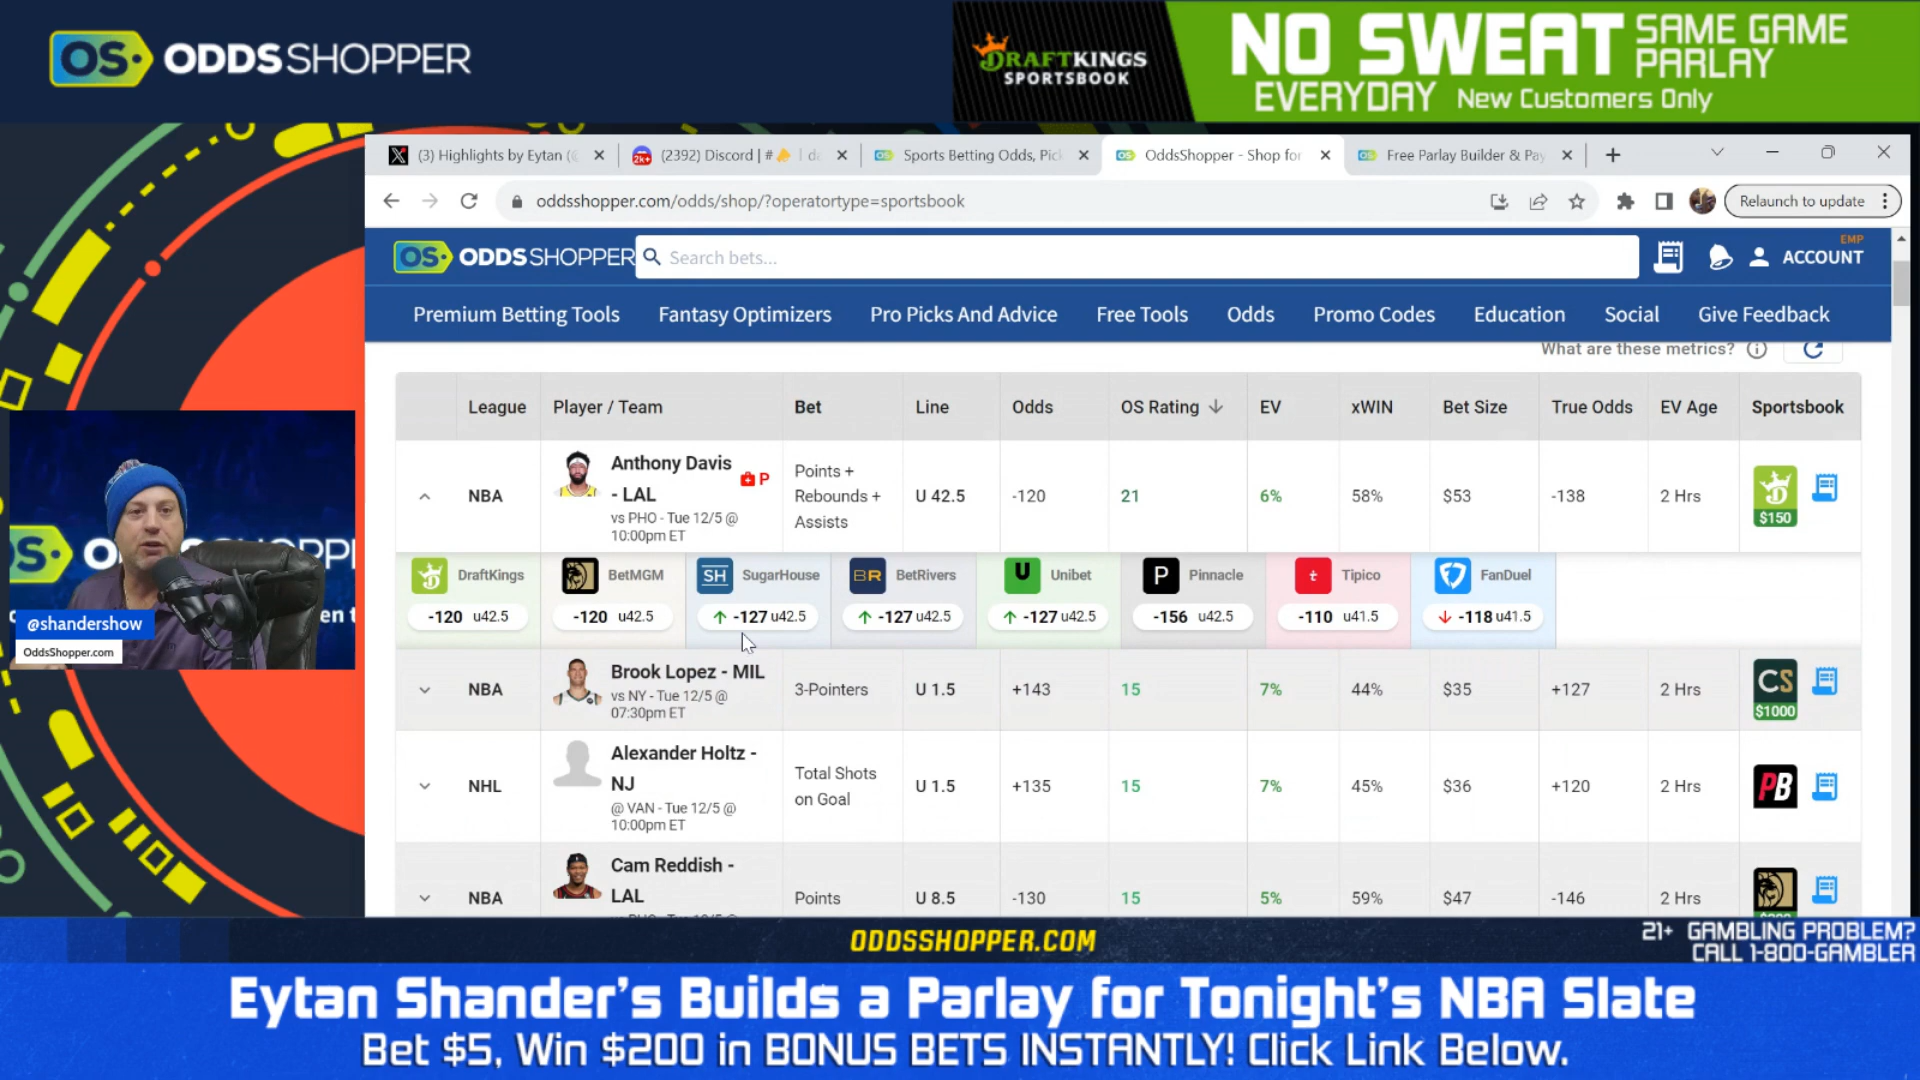 OS ODDSSHOPPER
DRAFTKINGS
SPORTSBOOK
NO SWEAT SAME GAME
PARLAY
EVERYDAY New Customers Only
(3) Highlights by Eytan (@
(2392) Discord | #
Sports Betting Odds, Pic
OddsShopper - Shop for
Free Parlay Builder & Pay
oddsshopper.com/odds/shop/?operatortype=sportsbook
Relaunch to update
OS ODDSSHOPPER
Search bets...
EMP
ACCOUNT
Premium Betting Tools Fantasy Optimizers Pro Picks And Advice Free Tools Odds Promo Codes Education Social Give Feedback
What are these metrics?
League Player / Team Bet Line Odds OS Rating EV xWIN Bet Size True Odds EV Age Sportsbook
NBA
Anthony Davis
- LAL
P
vs PHO - Tue 12/5 @
10:00pm ET
Points +
Rebounds +
Assists
U 42.5 -120 21 6% 58% $53 -138 2 Hrs
$150
DraftKings BetMGM SH SugarHouse BR BetRivers U Unibet P Pinnacle t Tipico FanDuel
-120 u42.5 -120 u42.5 -127 u42.5 -127 u42.5 -127 u42.5 -156 u42.5 -110 u41.5 -118 u41.5
NBA
Brook Lopez - MIL
vs NY - Tue 12/5 @
07:30pm ET
3-Pointers U 1.5 +143 15 7% 44% $35 +127 2 Hrs
CS
$1000
NHL
Alexander Holtz -
NJ
@ VAN - Tue 12/5 @
10:00pm ET
Total Shots
on Goal
U 1.5 +135 15 7% 45% $36 +120 2 Hrs
PB
NBA
Cam Reddish -
LAL
Points U 8.5 -130 15 5% 59% $47 -146 2 Hrs
@shandershow
OddsShopper.com
ODDSSHOPPER.COM
21+ GAMBLING PROBLEM?
CALL 1-800-GAMBLER
Eytan Shander's Builds a Parlay for Tonight's NBA Slate
Bet $5, Win $200 in BONUS BETS INSTANTLY! Click Link Below.